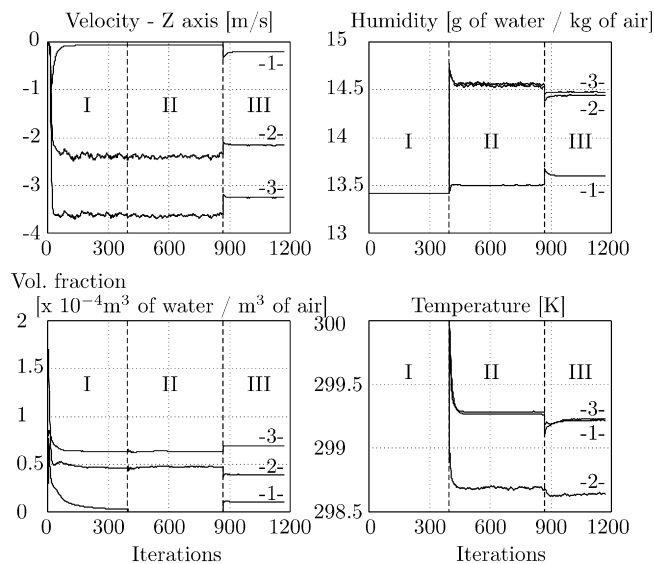 Velocity - Z axis [m/s]
0
-1
-2
-3
-4
0
300
600
900
1200
I
II
III
-1-
-2-
-3-
Humidity [g of water / kg of air]
15
14.5
14
13.5
13
0
300
600
900
1200
I
II
III
-3-
-2-
-1-
Vol. fraction
[x 10⁻⁴m³ of water / m³ of air]
2
1.5
1
0.5
0
0
300
600
900
1200
I
II
III
-3-
-2-
-1-
Iterations
Temperature [K]
300
299.5
299
298.5
0
300
600
900
1200
I
II
III
-3-
-1-
-2-
Iterations